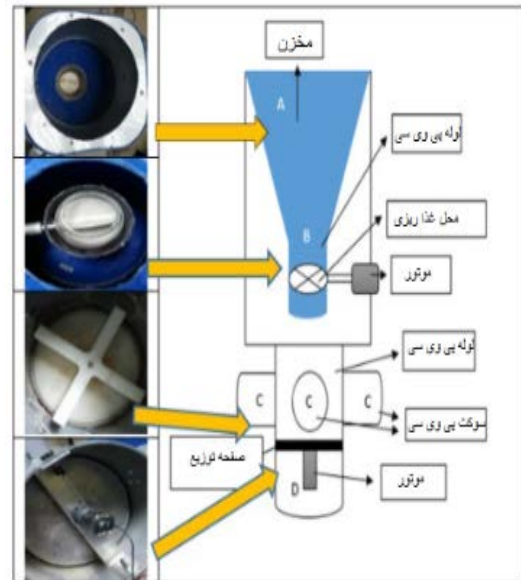 مخزن
A
لوله پی وی سی
B
محل غذا ریزی
موتور
لوله پی وی سی
C
C
C
سوکت پی وی سی
صفحه توزیع
D
موتور